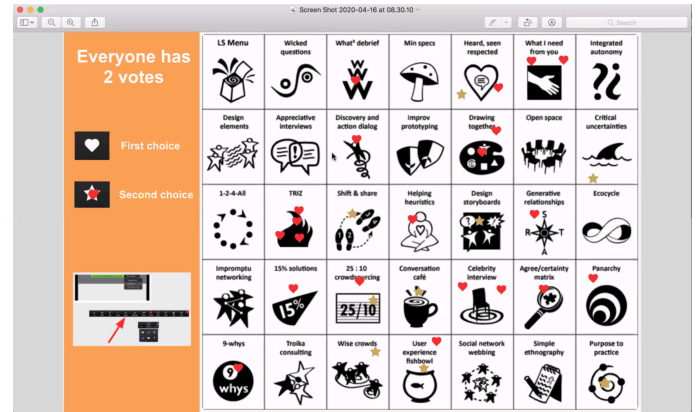 Screen Shot 2020-04-16 at 08.30.10
Search
Everyone has
2 votes
First choice
Second choice
LS Menu
Wicked
questions
What³ debrief
W
W
W
Min specs
Heard, seen
respected
What I need
from you
Integrated
autonomy
Design
elements
Appreciative
interviews
Discovery and
action dialog
Improv
prototyping
Drawing
together
Open space
Critical
uncertainties
1-2-4-All
TRIZ
Shift & share
Helping
heuristics
Design
storyboards
Generative
relationships
S
R
A
T
Ecocycle
Impromptu
networking
15% solutions
15%
25 : 10
crowdsourcing
25/10
Conversation
café
Celebrity
interview
Agree/certainty
matrix
Panarchy
9-whys
9
whys
Troika
consulting
Wise crowds
User
experience
fishbowl
Social network
webbing
Simple
ethnography
Purpose to
practice